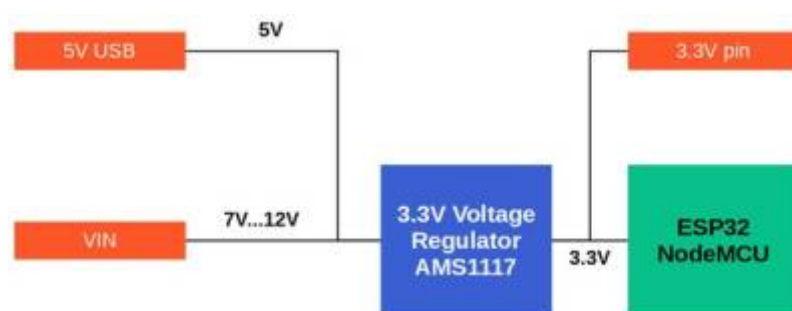 5V USB
5V
3.3V pin
VIN
7V...12V
3.3V Voltage
Regulator
AMS1117
3.3V
ESP32
NodeMCU